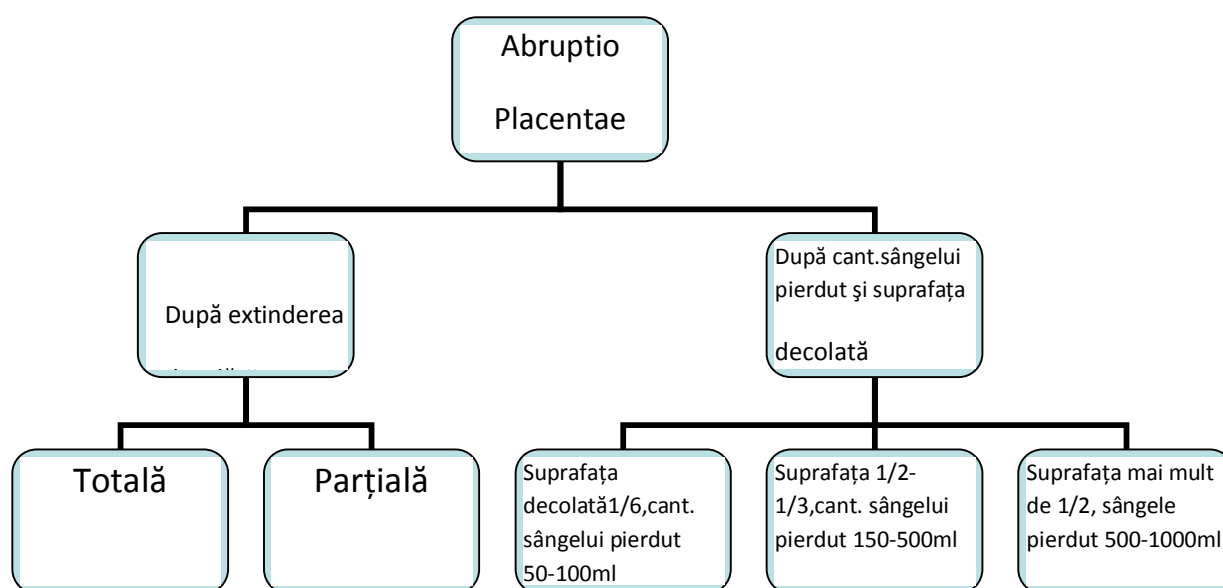 Abruptio
Placentae
După extinderea
După cant.sângelui
pierdut şi suprafața
decolată
Totală
Parțială
Suprafața
decolată1/6,cant.
sângelui pierdut
50-100ml
Suprafața 1/2-
1/3,cant. sângelui
pierdut 150-500ml
Suprafața mai mult
de 1/2, sângele
pierdut 500-1000ml